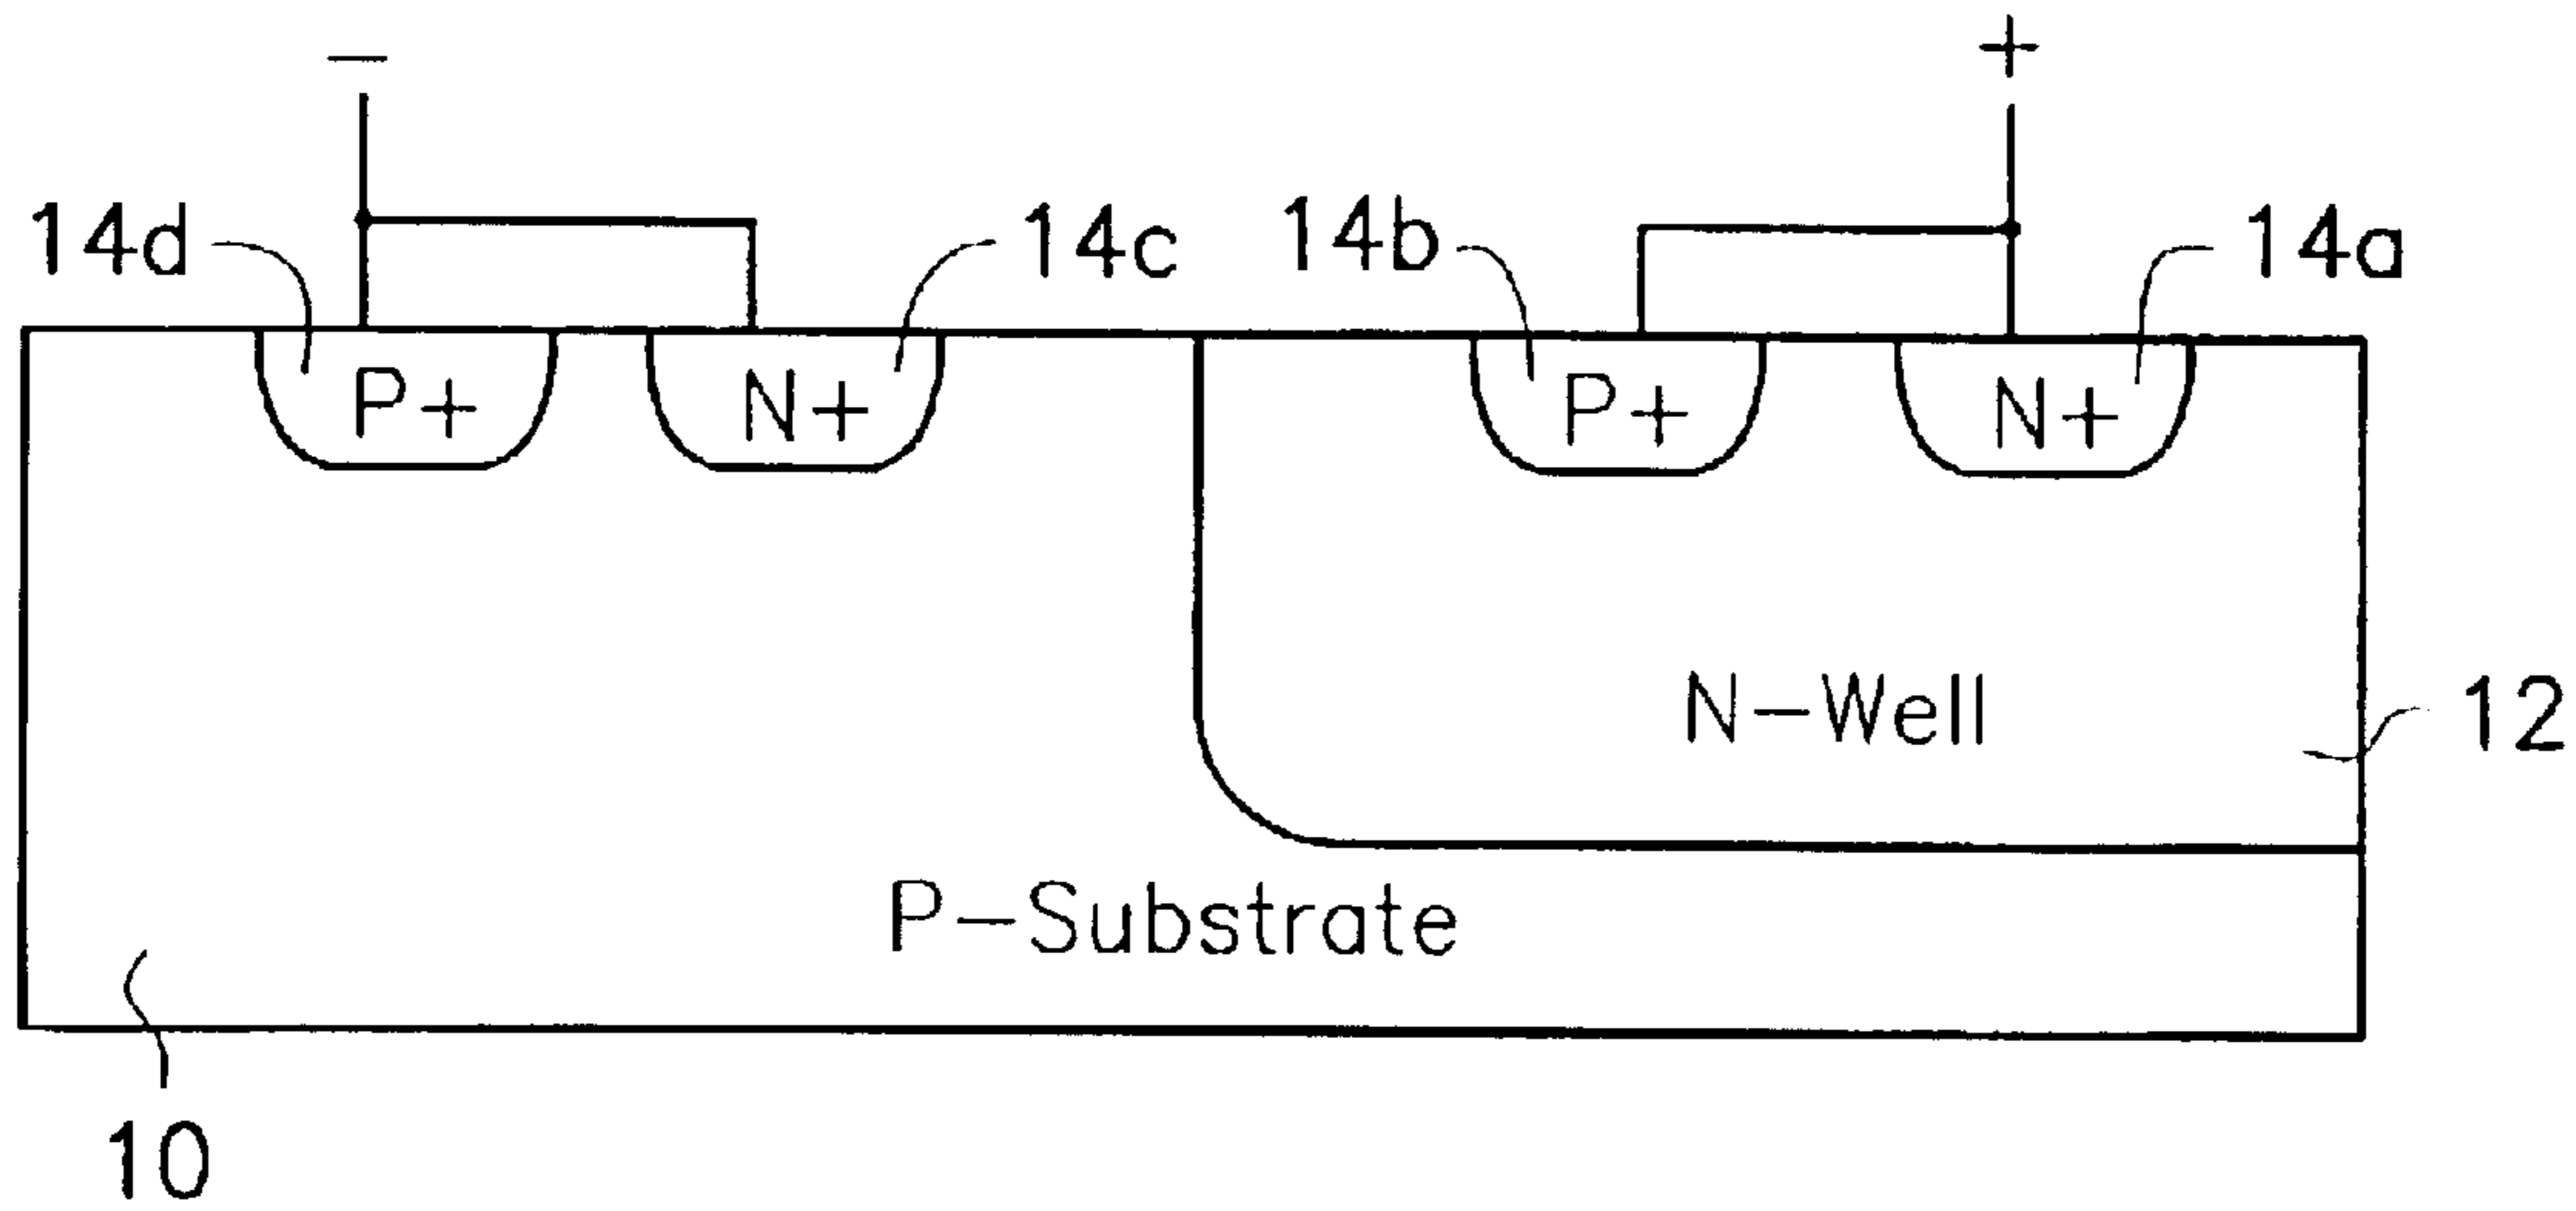 − +
14d 14c 14b 14a
P+ N+ P+ N+
N-Well 12
P-Substrate
10